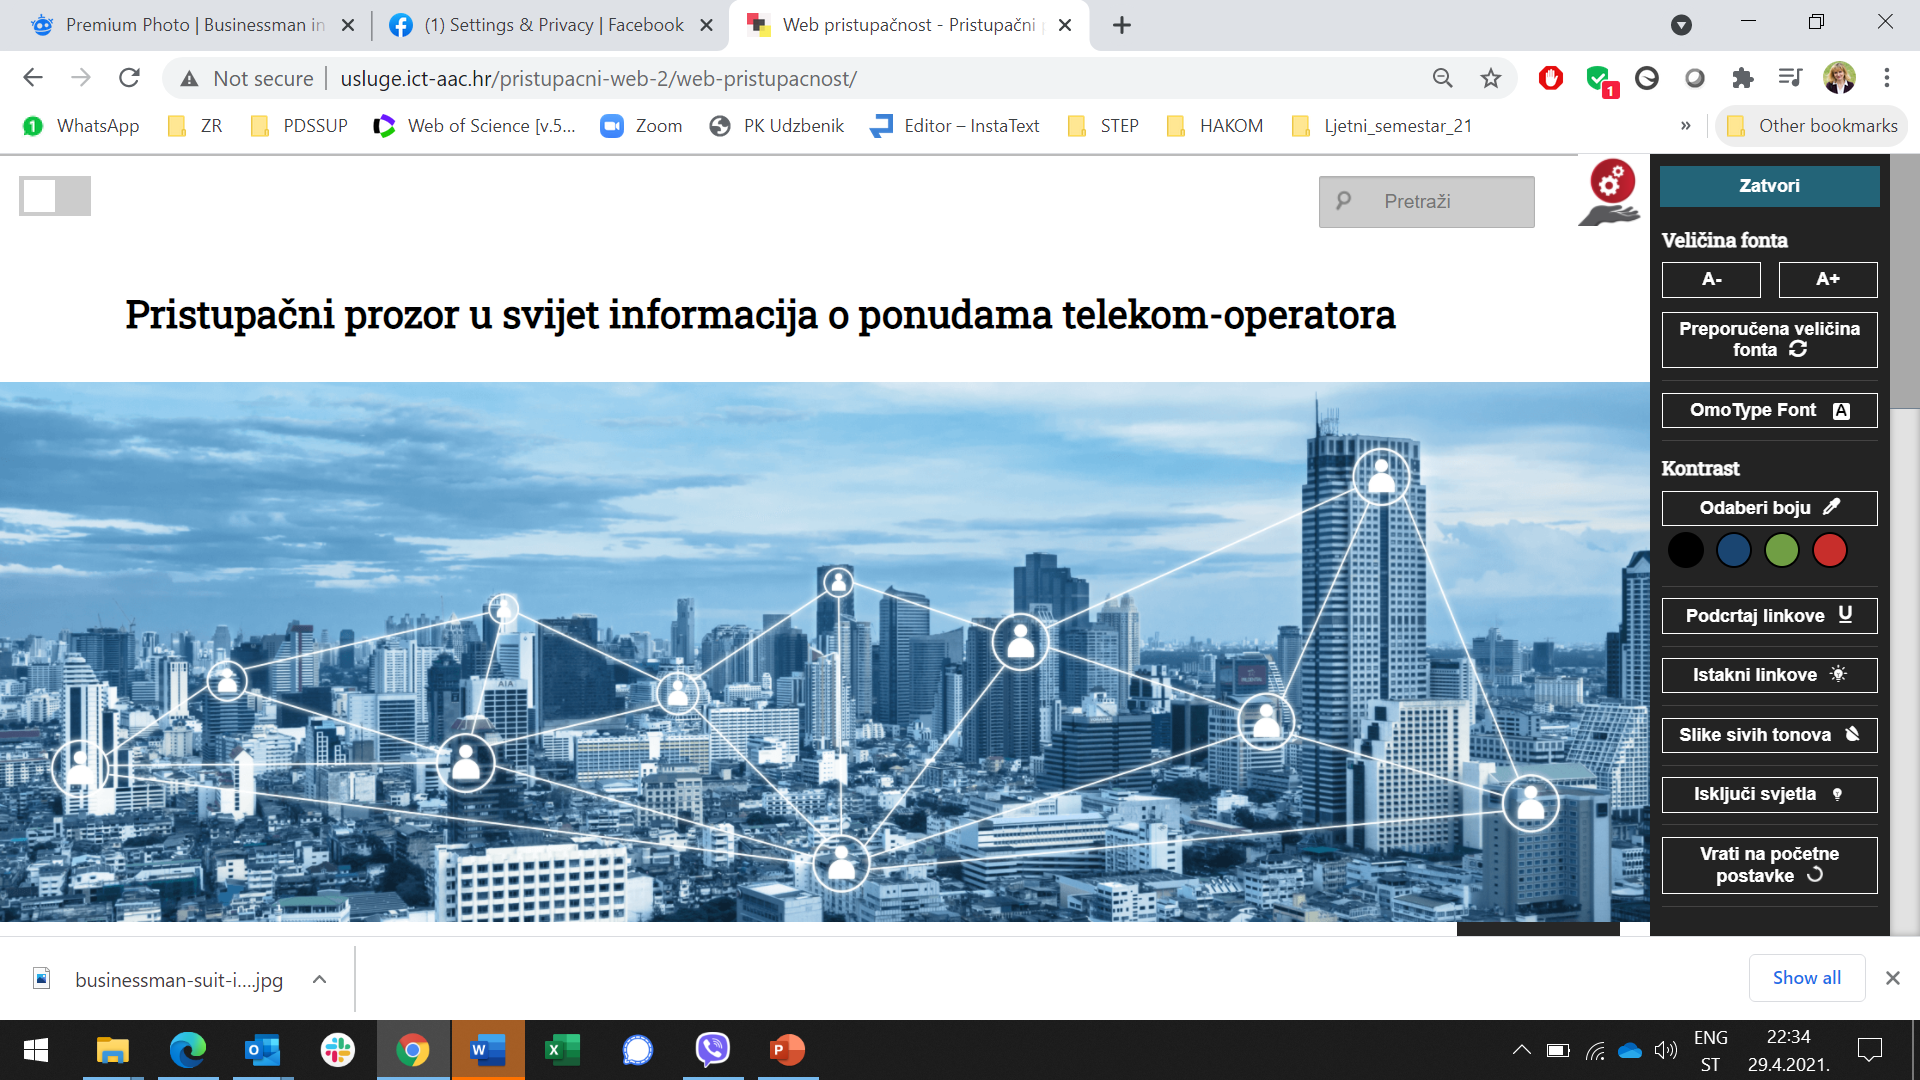 Premium Photo | Businessman in
(1) Settings & Privacy | Facebook
Web pristupačnost - Pristupačni
Not secure
usluge.ict-aac.hr/pristupacni-web-2/web-pristupacnost/
1
1
WhatsApp
ZR
PDSSUP
Web of Science [v.5...
Zoom
PK Udzbenik
Editor – InstaText
STEP
HAKOM
Ljetni_semestar_21
»
Other bookmarks
Pretraži
Zatvori
Pristupačni prozor u svijet informacija o ponudama telekom-operatora
Veličina fonta
A-
A+
Preporučena veličina
fonta
OmoType Font A
Kontrast
Odaberi boju
Podcrtaj linkove U
Istakni linkove
Slike sivih tonova
Isključi svjetla
Vrati na početne
postavke
AIA
businessman-suit-i....jpg
Show all
ENG
ST
22:34
29.4.2021.